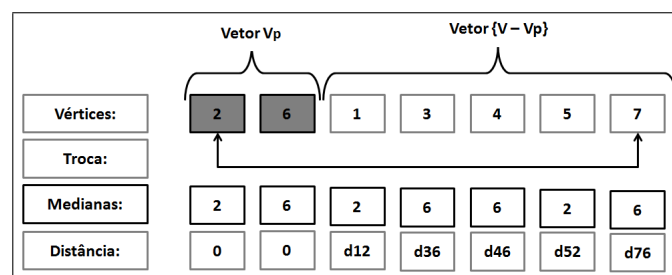 Vetor Vp
Vetor {V – Vp}
Vértices: 2 6 1 3 4 5 7
Troca:
Medianas: 2 6 2 6 6 2 6
Distância: 0 0 d12 d36 d46 d52 d76